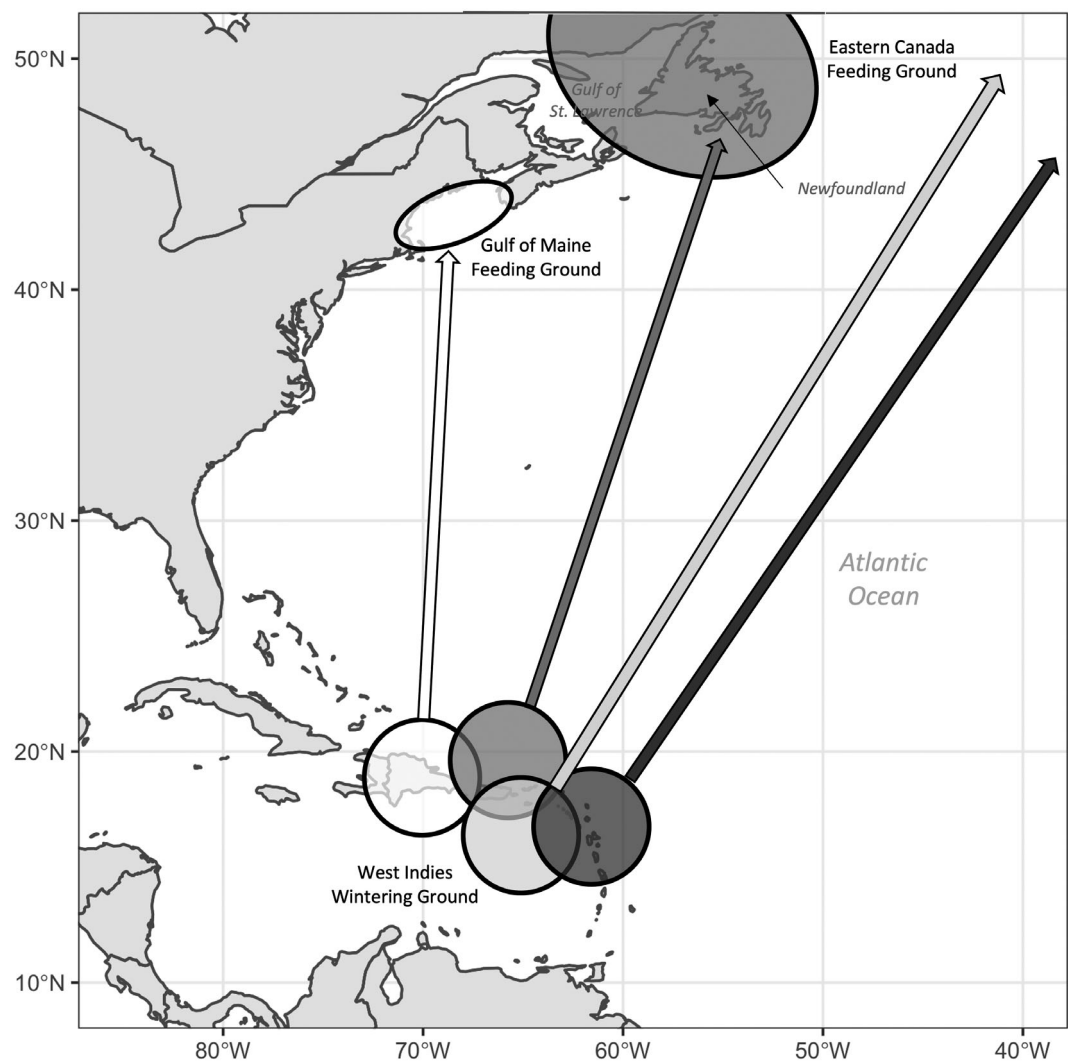 50°N
Eastern Canada
Feeding Ground
Gulf of
St. Lawrence
Newfoundland
Gulf of Maine
Feeding Ground
40°N
30°N
Atlantic
Ocean
20°N
West Indies
Wintering Ground
10°N
80°W
70°W
60°W
50°W
40°W